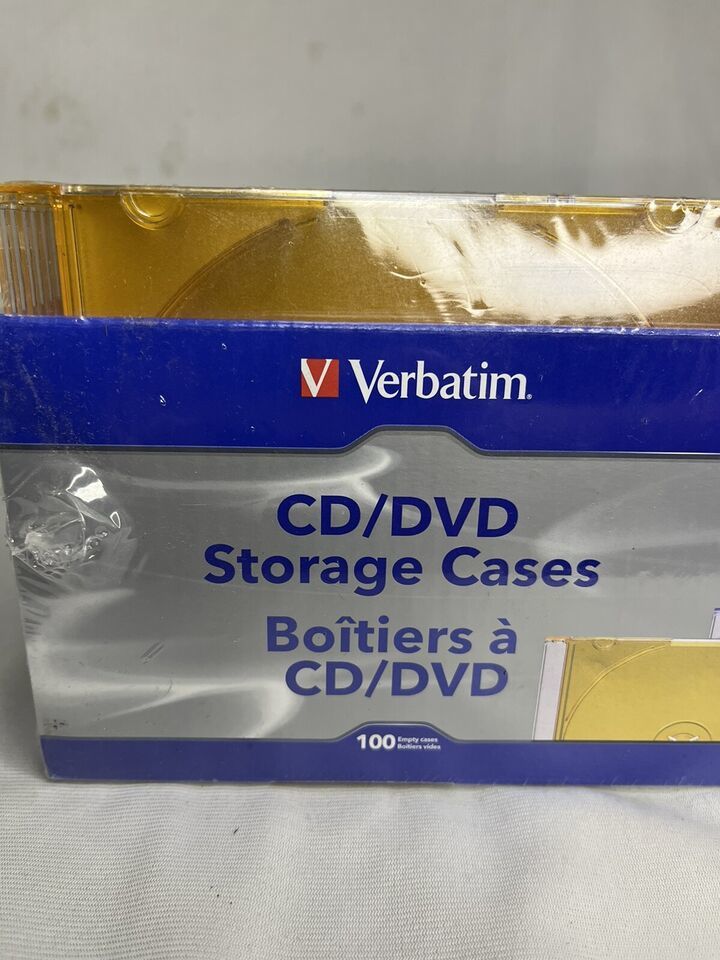 Verbatim.
CD/DVD
Storage Cases
Boîtiers à
CD/DVD
100 Empty cases
Boîtiers vides